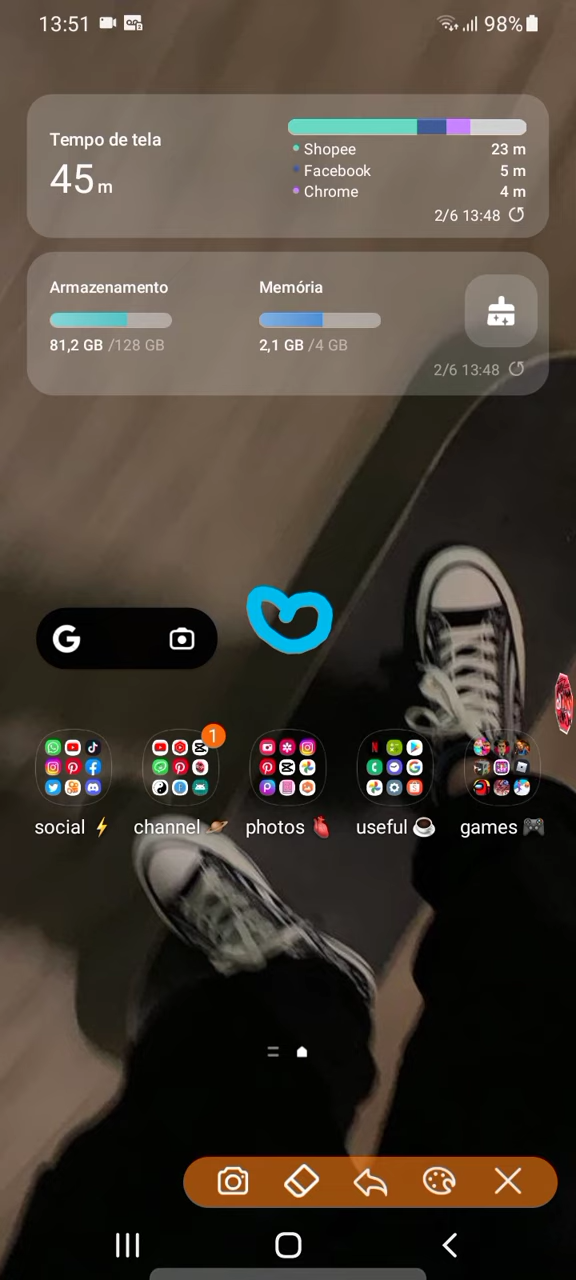 13:51 98%
Tempo de tela
45 m
Shopee 23 m
Facebook 5 m
Chrome 4 m
2/6 13:48
Armazenamento
81,2 GB /128 GB
Memória
2,1 GB /4 GB
2/6 13:48
G
1
social ⚡ channel 🪐 photos 🫀 useful ☕ games 🎮